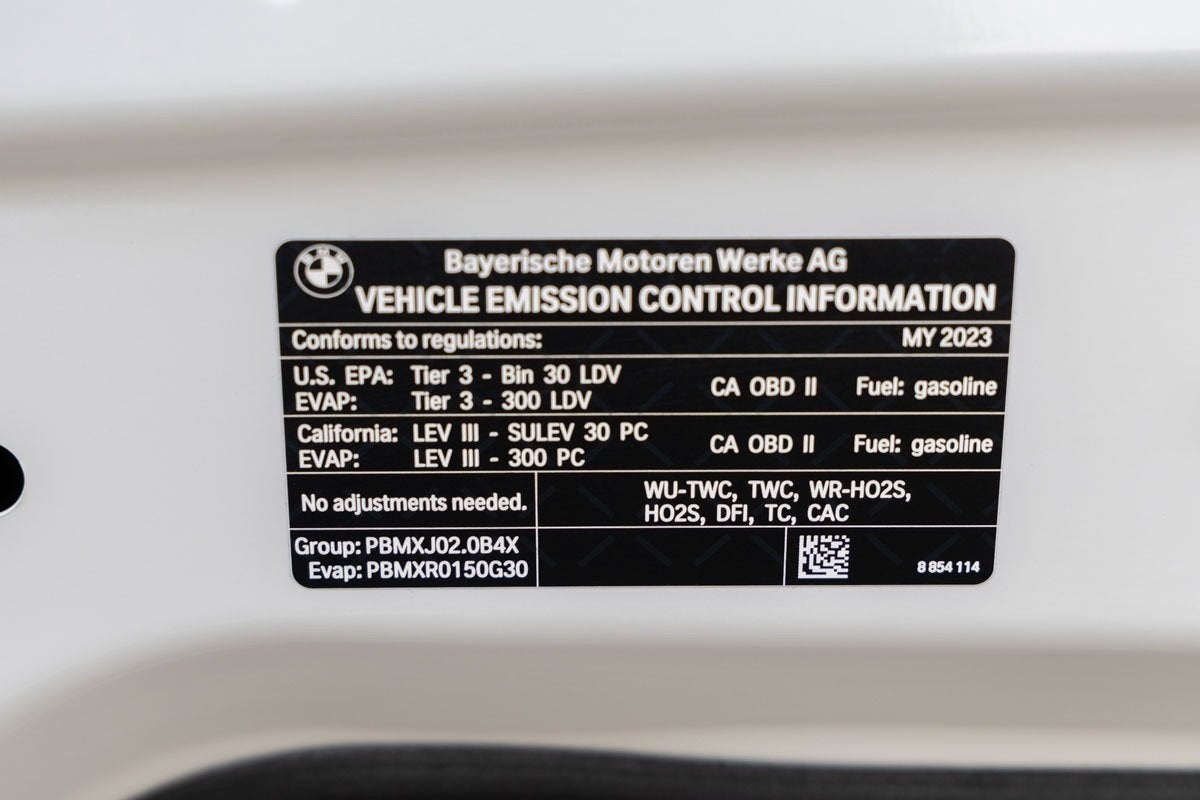 BMW
Bayerische Motoren Werke AG
VEHICLE EMISSION CONTROL INFORMATION
Conforms to regulations: MY 2023
U.S. EPA: Tier 3 - Bin 30 LDV CA OBD II Fuel: gasoline
EVAP: Tier 3 - 300 LDV
California: LEV III - SULEV 30 PC CA OBD II Fuel: gasoline
EVAP: LEV III - 300 PC
No adjustments needed.
WU-TWC, TWC, WR-HO2S,
HO2S, DFI, TC, CAC
Group: PBMXJ02.0B4X
Evap: PBMXR0150G30
8 854 114